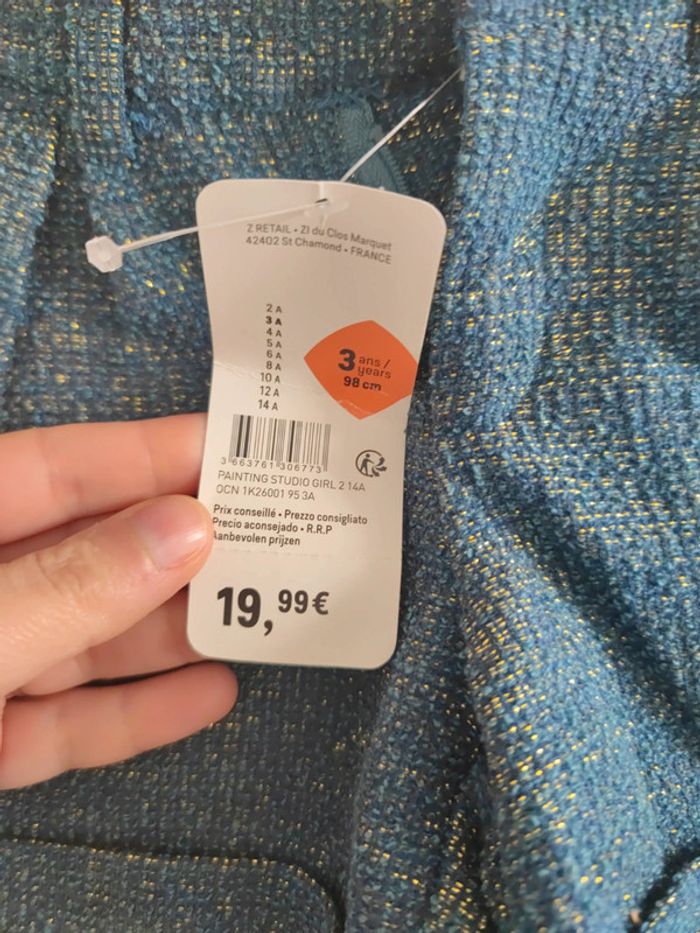 Z RETAIL • ZI du Clos Marquet
42402 St Chamond • FRANCE
2 A
3 A
4 A
5 A
6 A
8 A
10 A
12 A
14 A
3 ans /
years
98 cm
3 663761 306773
PAINTING STUDIO GIRL 2.14A
OCN 1K26001 95 3A
Prix conseillé • Prezzo consigliato
Precio aconsejado • R.R.P
Aanbevolen prijzen
19,99€